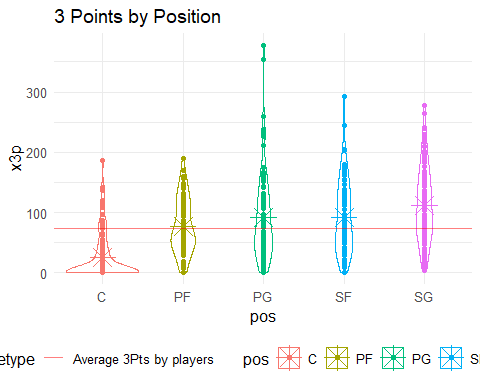 3 Points by Position
x3p
300
200
100
0
C PF PG SF SG
pos
etype Average 3Pts by players pos C PF PG S